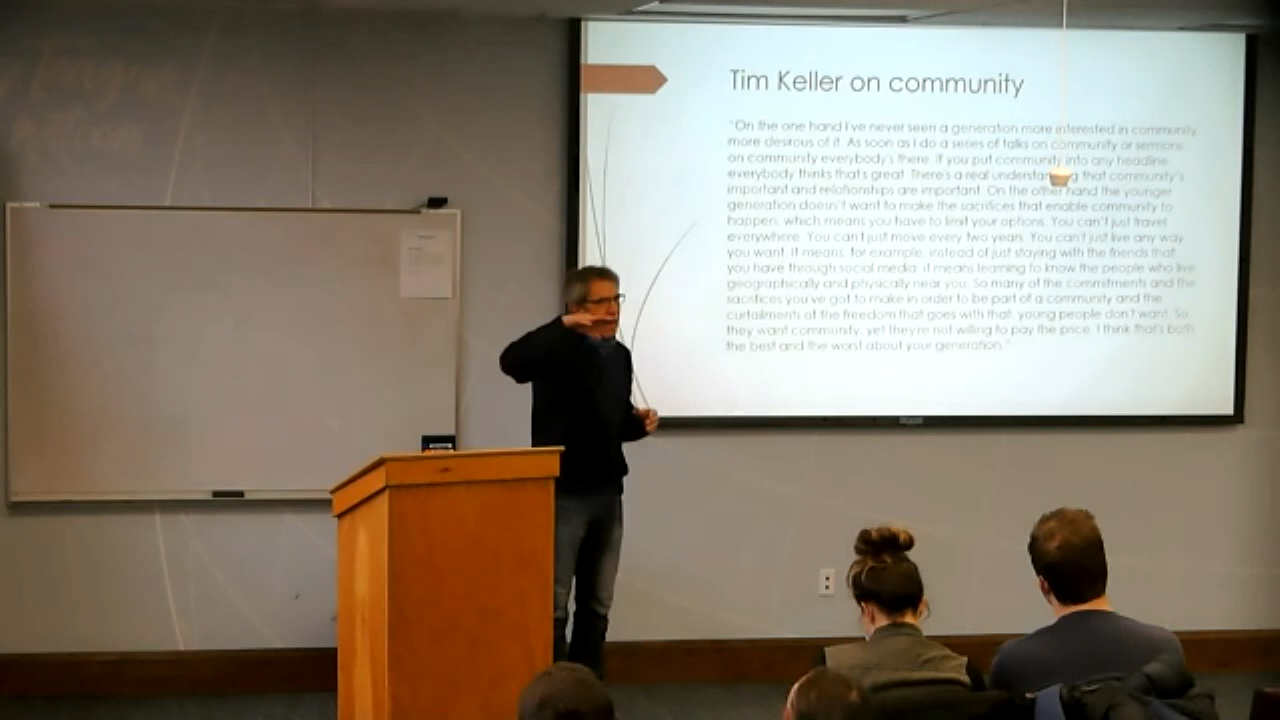 Tim Keller on community
"On the one hand I've never seen a generation more interested in community,
more desirous of it. As soon as I do a series of talks on community or sermons
on community everybody's there. If you put community into any headline
everybody thinks that's great. There's a real understanding that community's
important and relationships are important. On the other hand the younger
generation doesn't want to make the sacrifices that enable community to
happen, which means you have to limit your options. You can't just travel
everywhere. You can't just move every two years. You can't just live any way
you want. It means, for example, instead of just staying with the friends that
you have through social media, it means learning to know the people who live
geographically and physically near you. So many of the commitments and the
sacrifices you've got to make in order to be part of a community and the
curtailments of the freedom that goes with that, young people don't want. So
they want community, yet they're not willing to pay the price. I think that's both
the best and the worst about your generation."